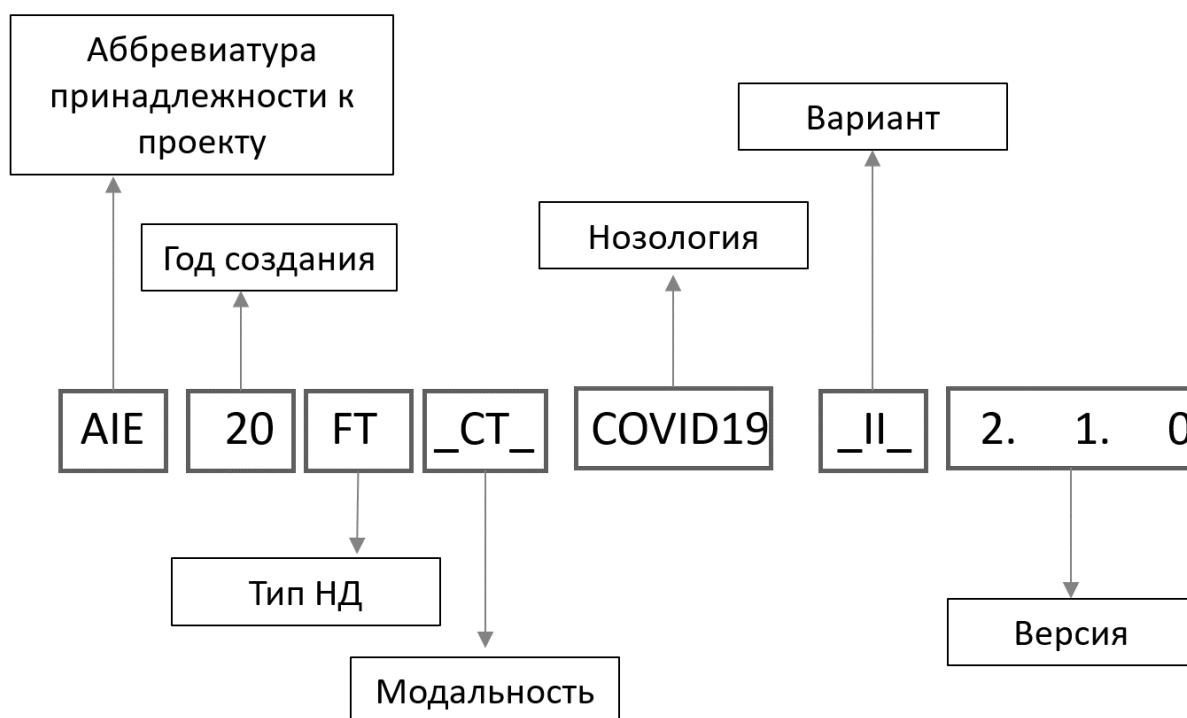 Аббревиатура
принадлежности к
проекту
Вариант
Нозология
Год создания
AIE 20 FT _CT_ COVID19 _II_ 2. 1. 0
Тип НД
Версия
Модальность